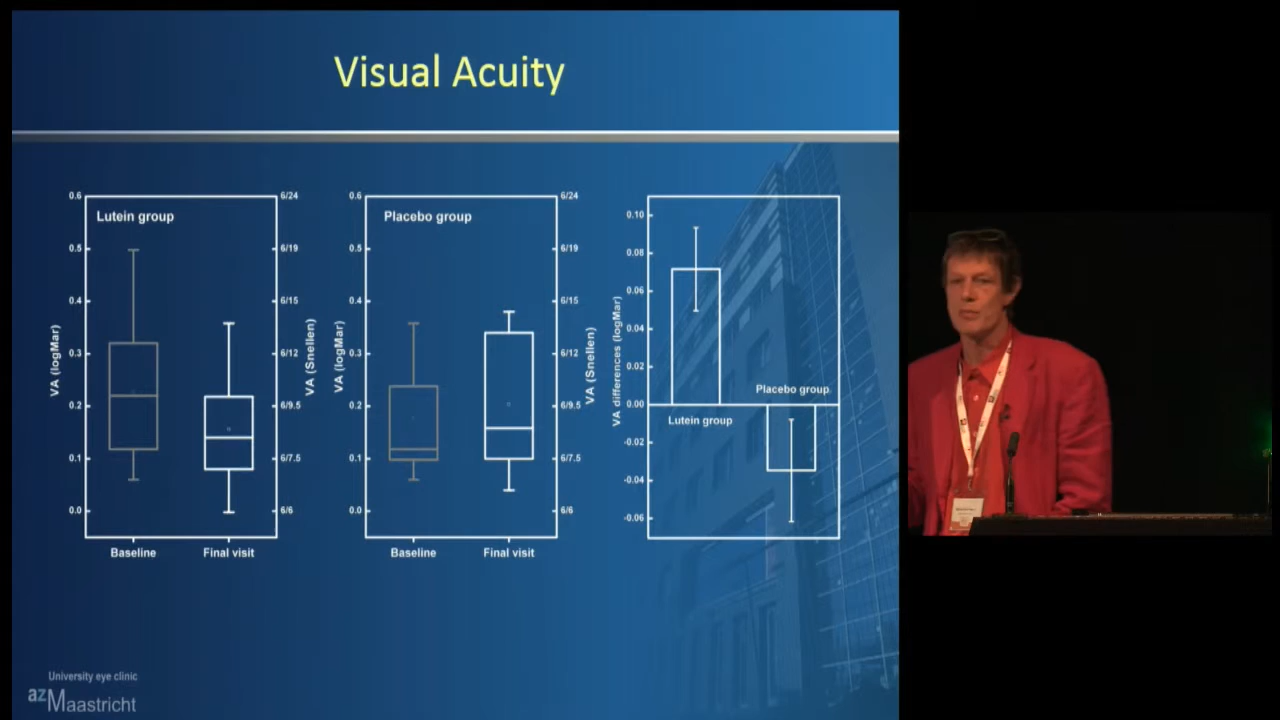 Visual Acuity
0.6
0.5
0.4
0.3
0.2
0.1
0.0
VA (logMar)
Lutein group
6/24
6/19
6/15
6/12
6/9.5
6/7.5
6/6
VA (Snellen)
Baseline
Final visit
0.6
0.5
0.4
0.3
0.2
0.1
0.0
VA (logMar)
Placebo group
6/24
6/19
6/15
6/12
6/9.5
6/7.5
6/6
VA (Snellen)
Baseline
Final visit
0.10
0.08
0.06
0.04
0.02
0.00
-0.02
-0.04
-0.06
VA differences (logMar)
Placebo group
Lutein group
University eye clinic
azMaastricht